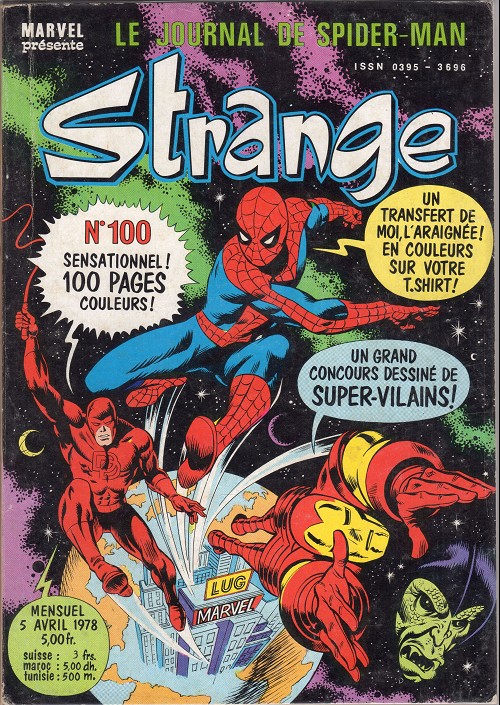 MARVEL
présente
LE JOURNAL DE SPIDER-MAN
ISSN 0395 - 3696
Strange
N°100
SENSATIONNEL!
100 PAGES
COULEURS!
UN
TRANSFERT DE
MOI, L'ARAIGNÉE!
EN COULEURS
SUR VOTRE
T.SHIRT!
UN GRAND
CONCOURS DESSINÉ DE
SUPER-VILAINS!
DD
LUG
MARVEL
MENSUEL
5 AVRIL 1978
5,00 fr.
suisse : 3 frs.
maroc : 5,00 dh.
tunisie : 500 m.